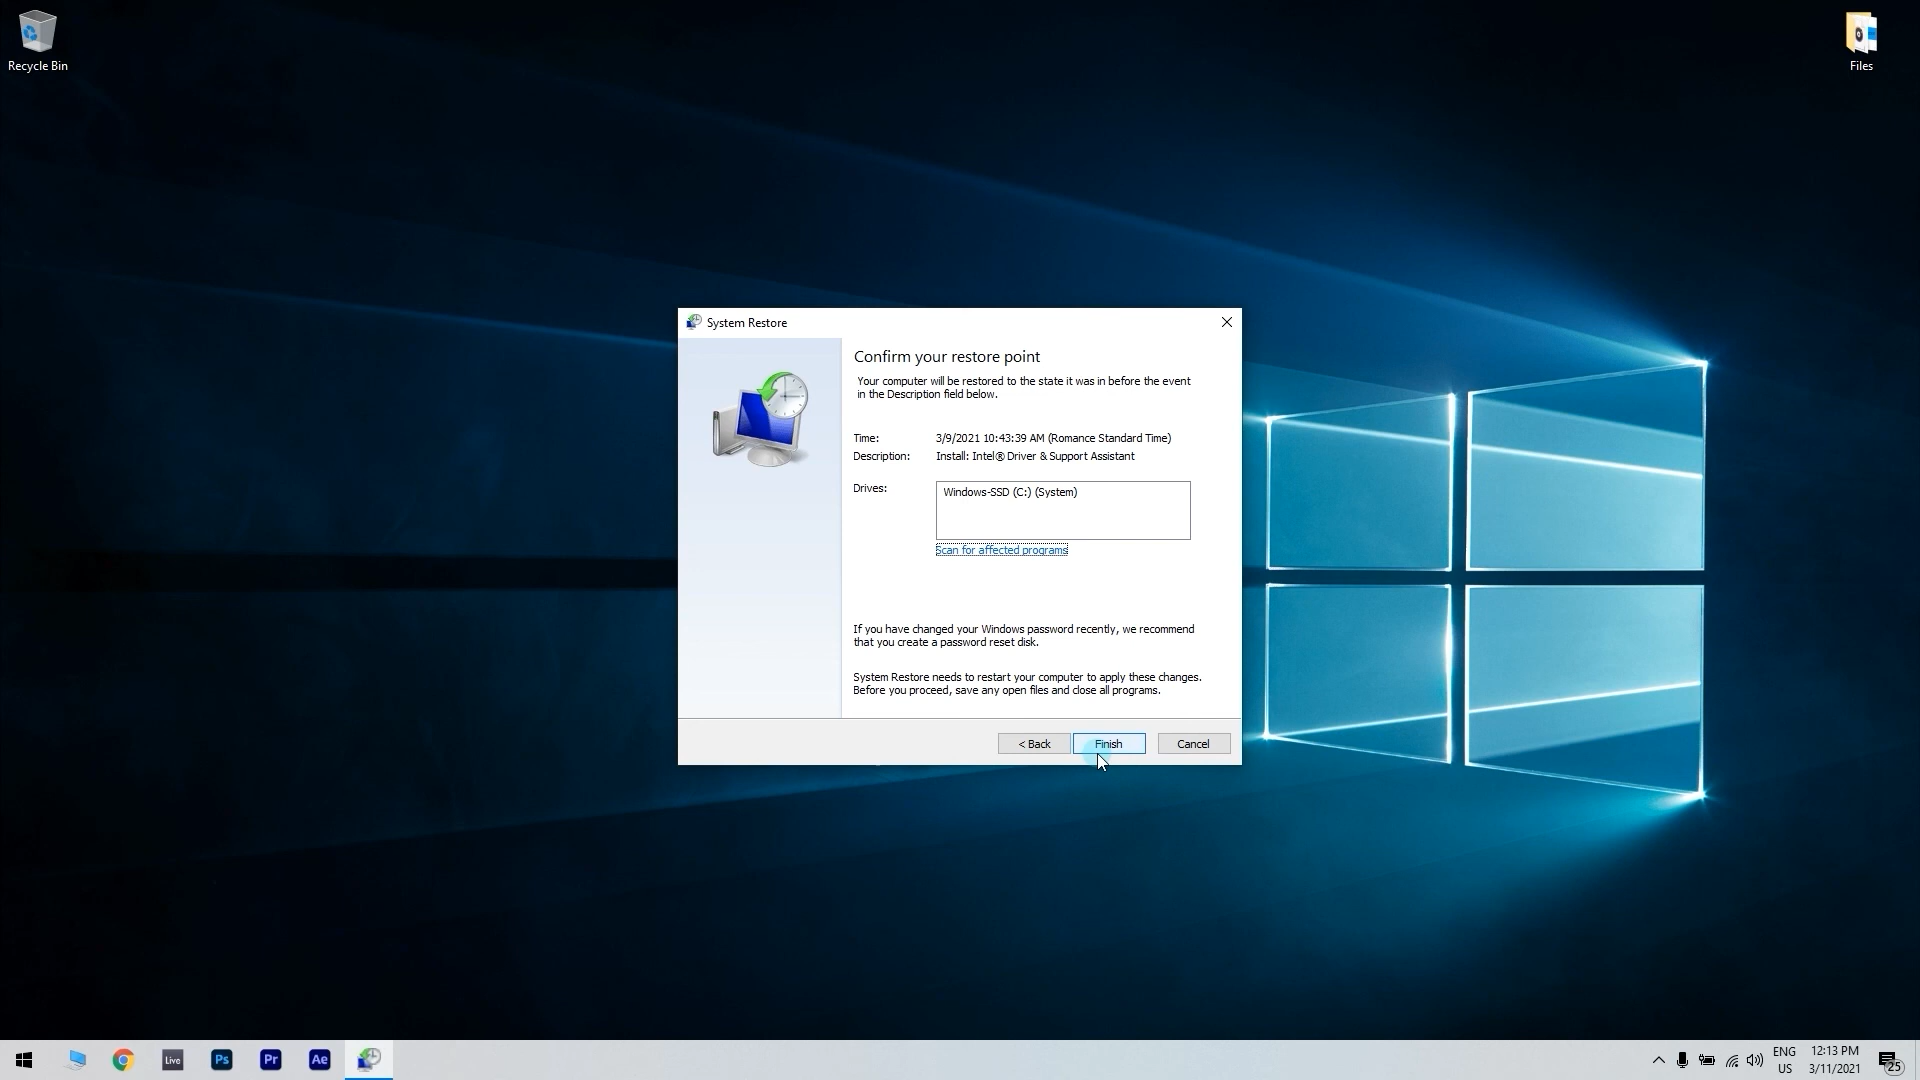 Recycle Bin
Files
System Restore
Confirm your restore point
Your computer will be restored to the state it was in before the event
in the Description field below.
Time: 3/9/2021 10:43:39 AM (Romance Standard Time)
Description: Install: Intel® Driver & Support Assistant
Drives: Windows-SSD (C:) (System)
Scan for affected programs
If you have changed your Windows password recently, we recommend
that you create a password reset disk.
System Restore needs to restart your computer to apply these changes.
Before you proceed, save any open files and close all programs.
< Back Finish Cancel
Live Ps Pr Ae
ENG 12:13 PM
US 3/11/2021 25